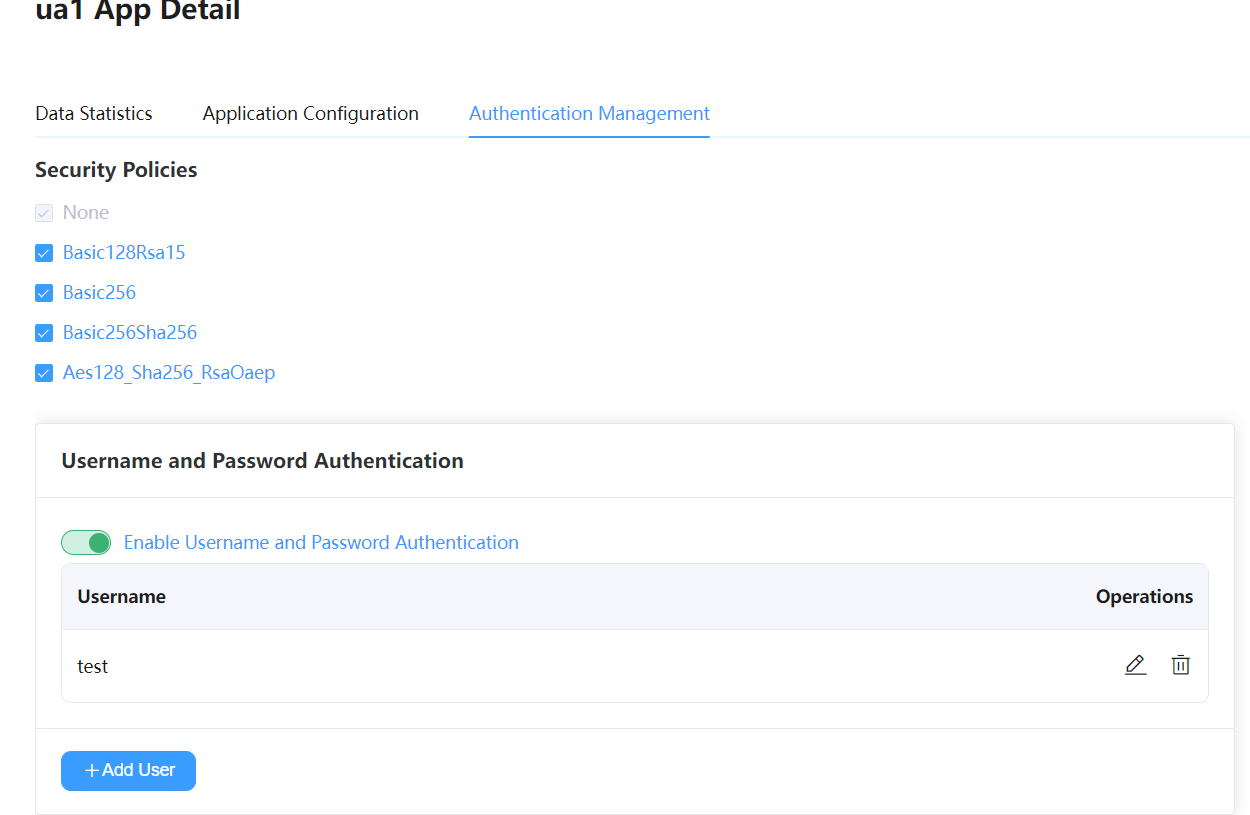 ua1 App Detail
Data Statistics Application Configuration Authentication Management
Security Policies
None
Basic128Rsa15
Basic256
Basic256Sha256
Aes128_Sha256_RsaOaep
Username and Password Authentication
Enable Username and Password Authentication
Username Operations
test
+ Add User